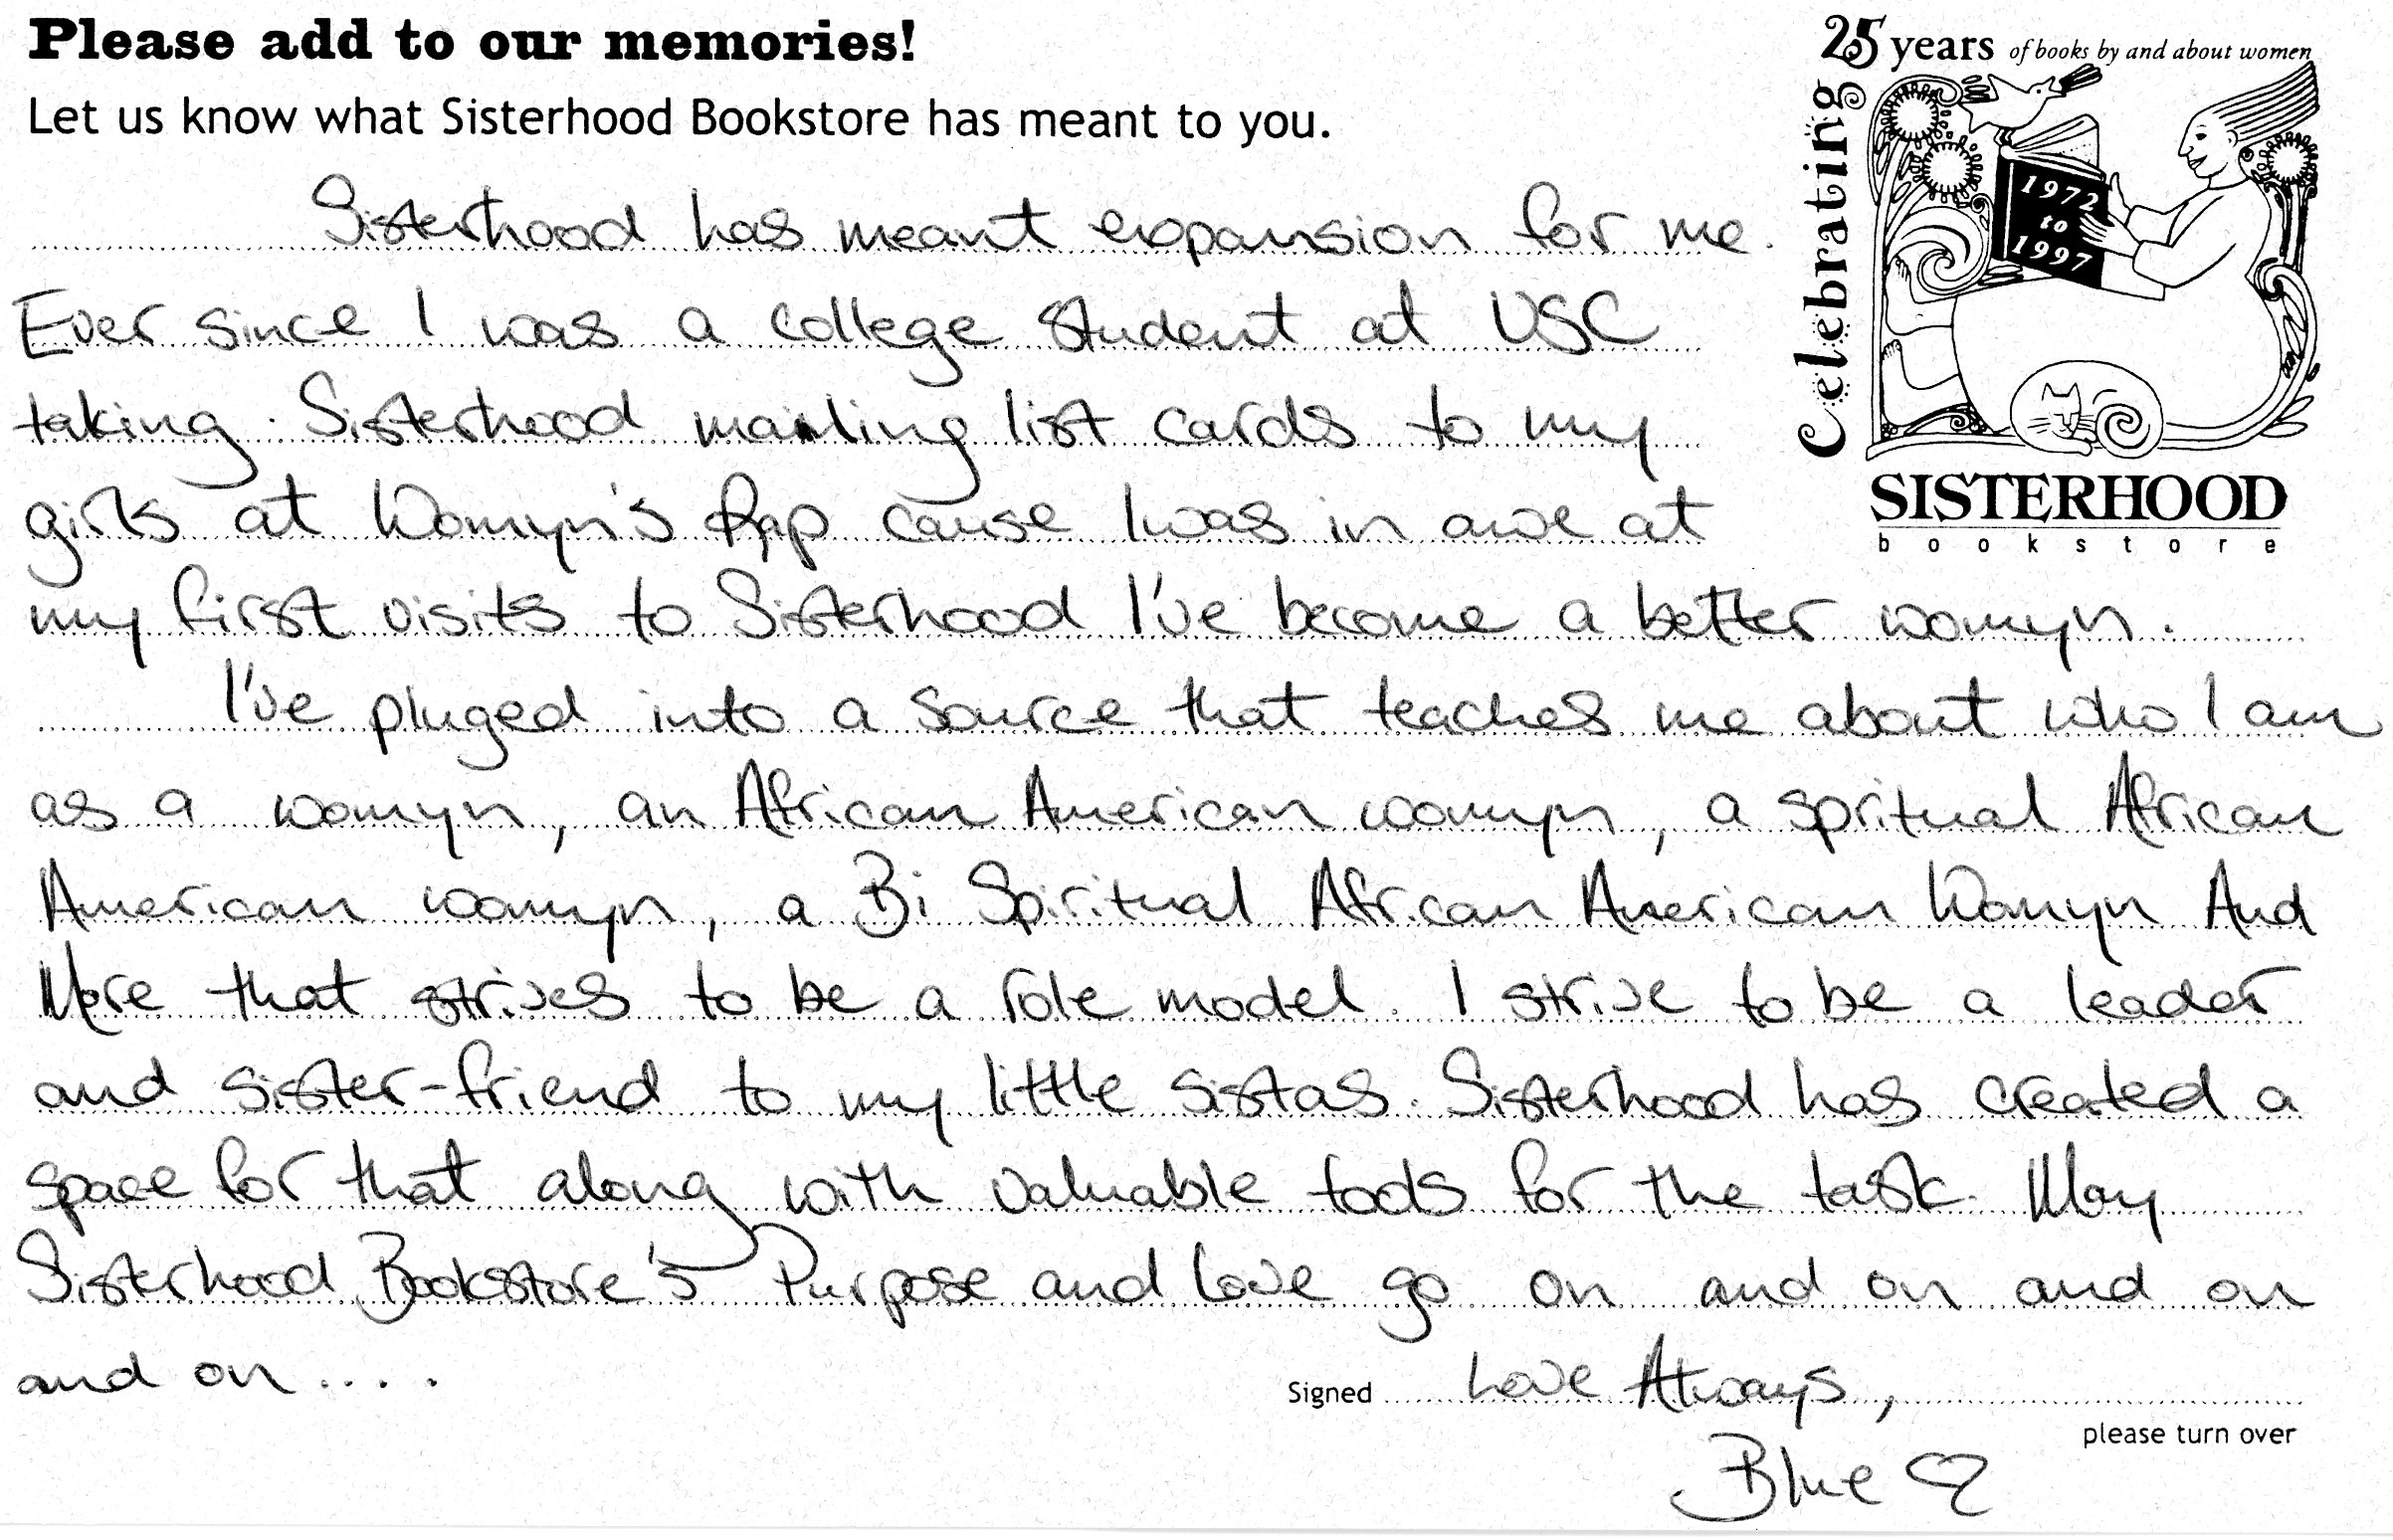 Please add to our memories!
Let us know what Sisterhood Bookstore has meant to you.
25 years of books by and about women
Celebrating
1972
to
1997
SISTERHOOD
bookstore
Sisterhood has meant expansion for me.
Ever since I was a college student at USC
taking Sisterhood mailing list cards to my
girls at Womyn's Rap cause I was in awe at
my first visits to Sisterhood I've become a better womyn.
I've pluged into a source that teaches me about who I am
as a womyn, an African American womyn, a spritual African
American womyn, a Bi Spiritual African American Womyn And
More that strives to be a role model. I strive to be a leader
and sister-friend to my little sistas. Sisterhood has created a
space for that along with valuable tools for the task. May
Sisterhood Bookstore's Purpose and Love go on and on and on
and on....
Signed Love Always,
please turn over
Blue ♡